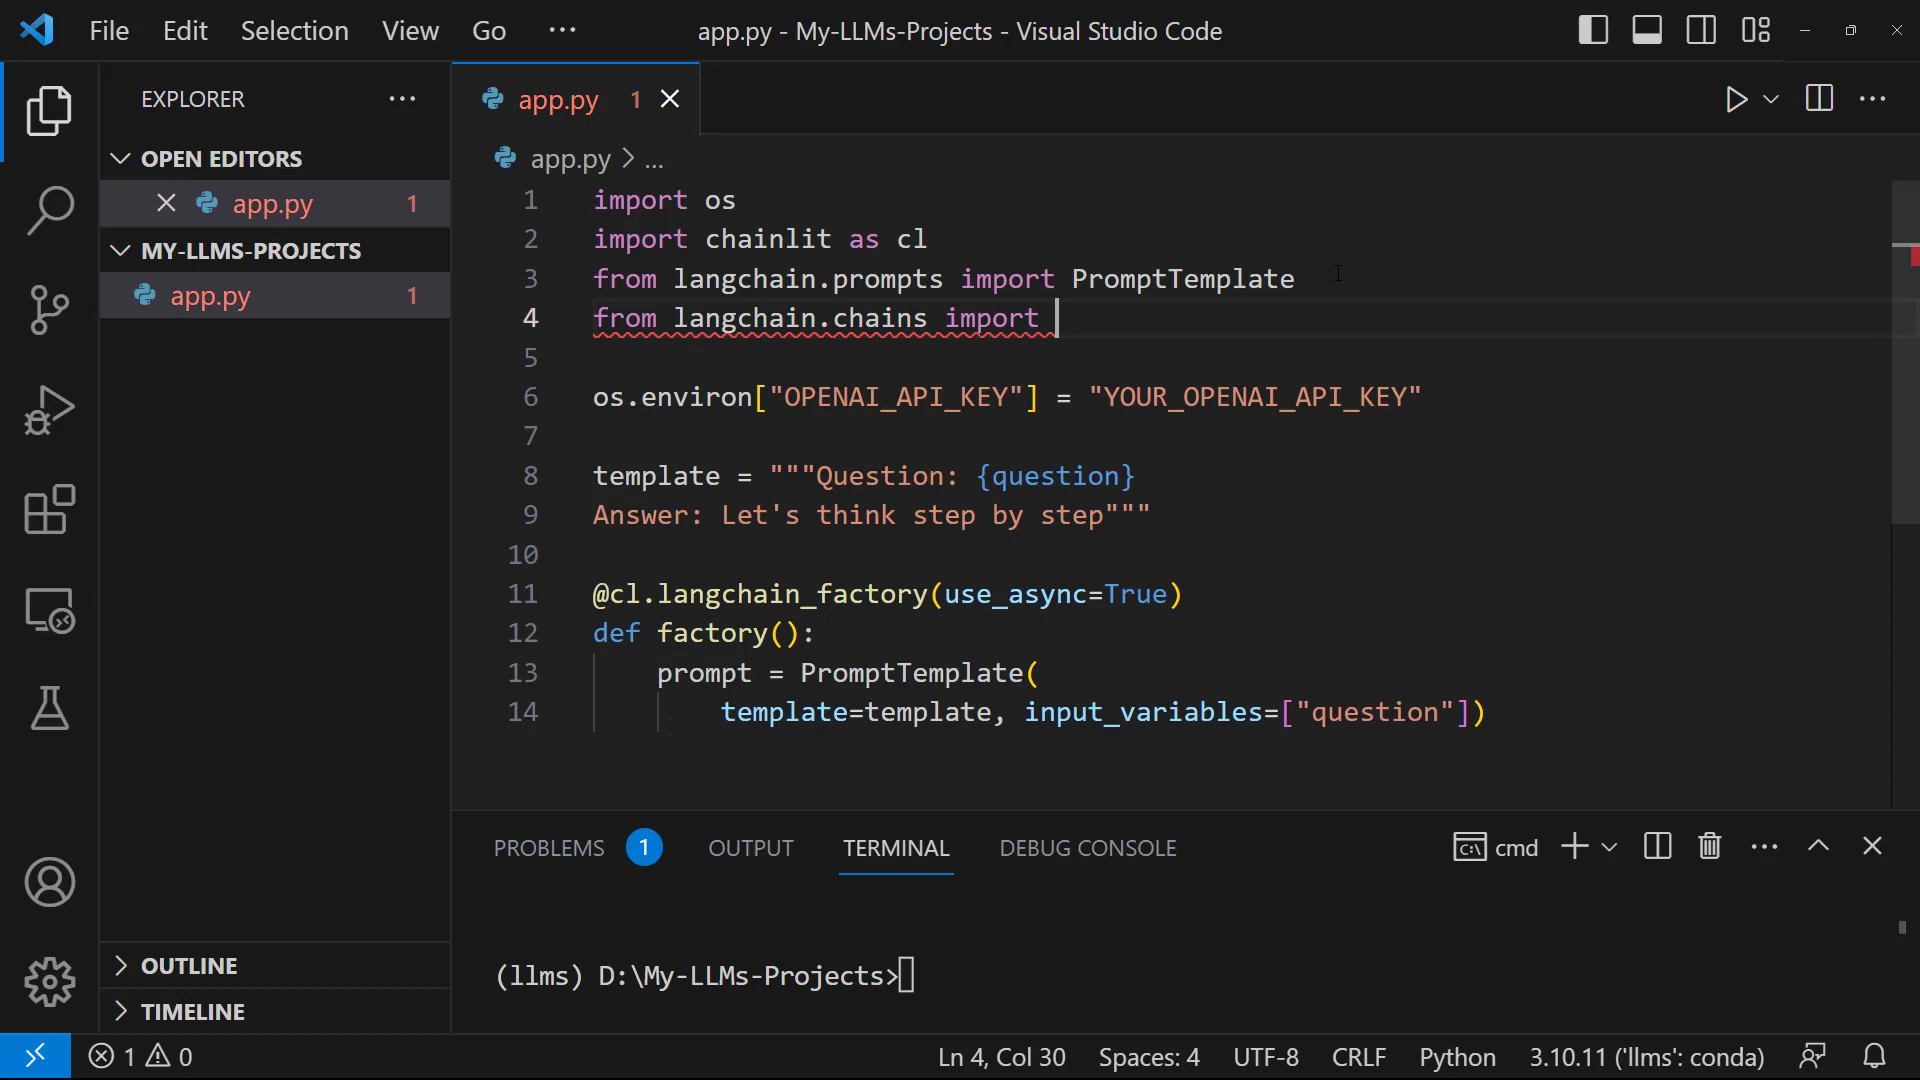 File Edit Selection View Go ··· app.py - My-LLMs-Projects - Visual Studio Code
EXPLORER ···
OPEN EDITORS
app.py 1
MY-LLMS-PROJECTS
app.py 1
OUTLINE
TIMELINE
app.py 1
app.py > ...
1 import os
2 import chainlit as cl
3 from langchain.prompts import PromptTemplate
4 from langchain.chains import
5
6 os.environ["OPENAI_API_KEY"] = "YOUR_OPENAI_API_KEY"
7
8 template = """Question: {question}
9 Answer: Let's think step by step"""
10
11 @cl.langchain_factory(use_async=True)
12 def factory():
13 prompt = PromptTemplate(
14 template=template, input_variables=["question"])
PROBLEMS 1 OUTPUT TERMINAL DEBUG CONSOLE cmd
(llms) D:\My-LLMs-Projects>
1 0 Ln 4, Col 30 Spaces: 4 UTF-8 CRLF Python 3.10.11 ('llms': conda)